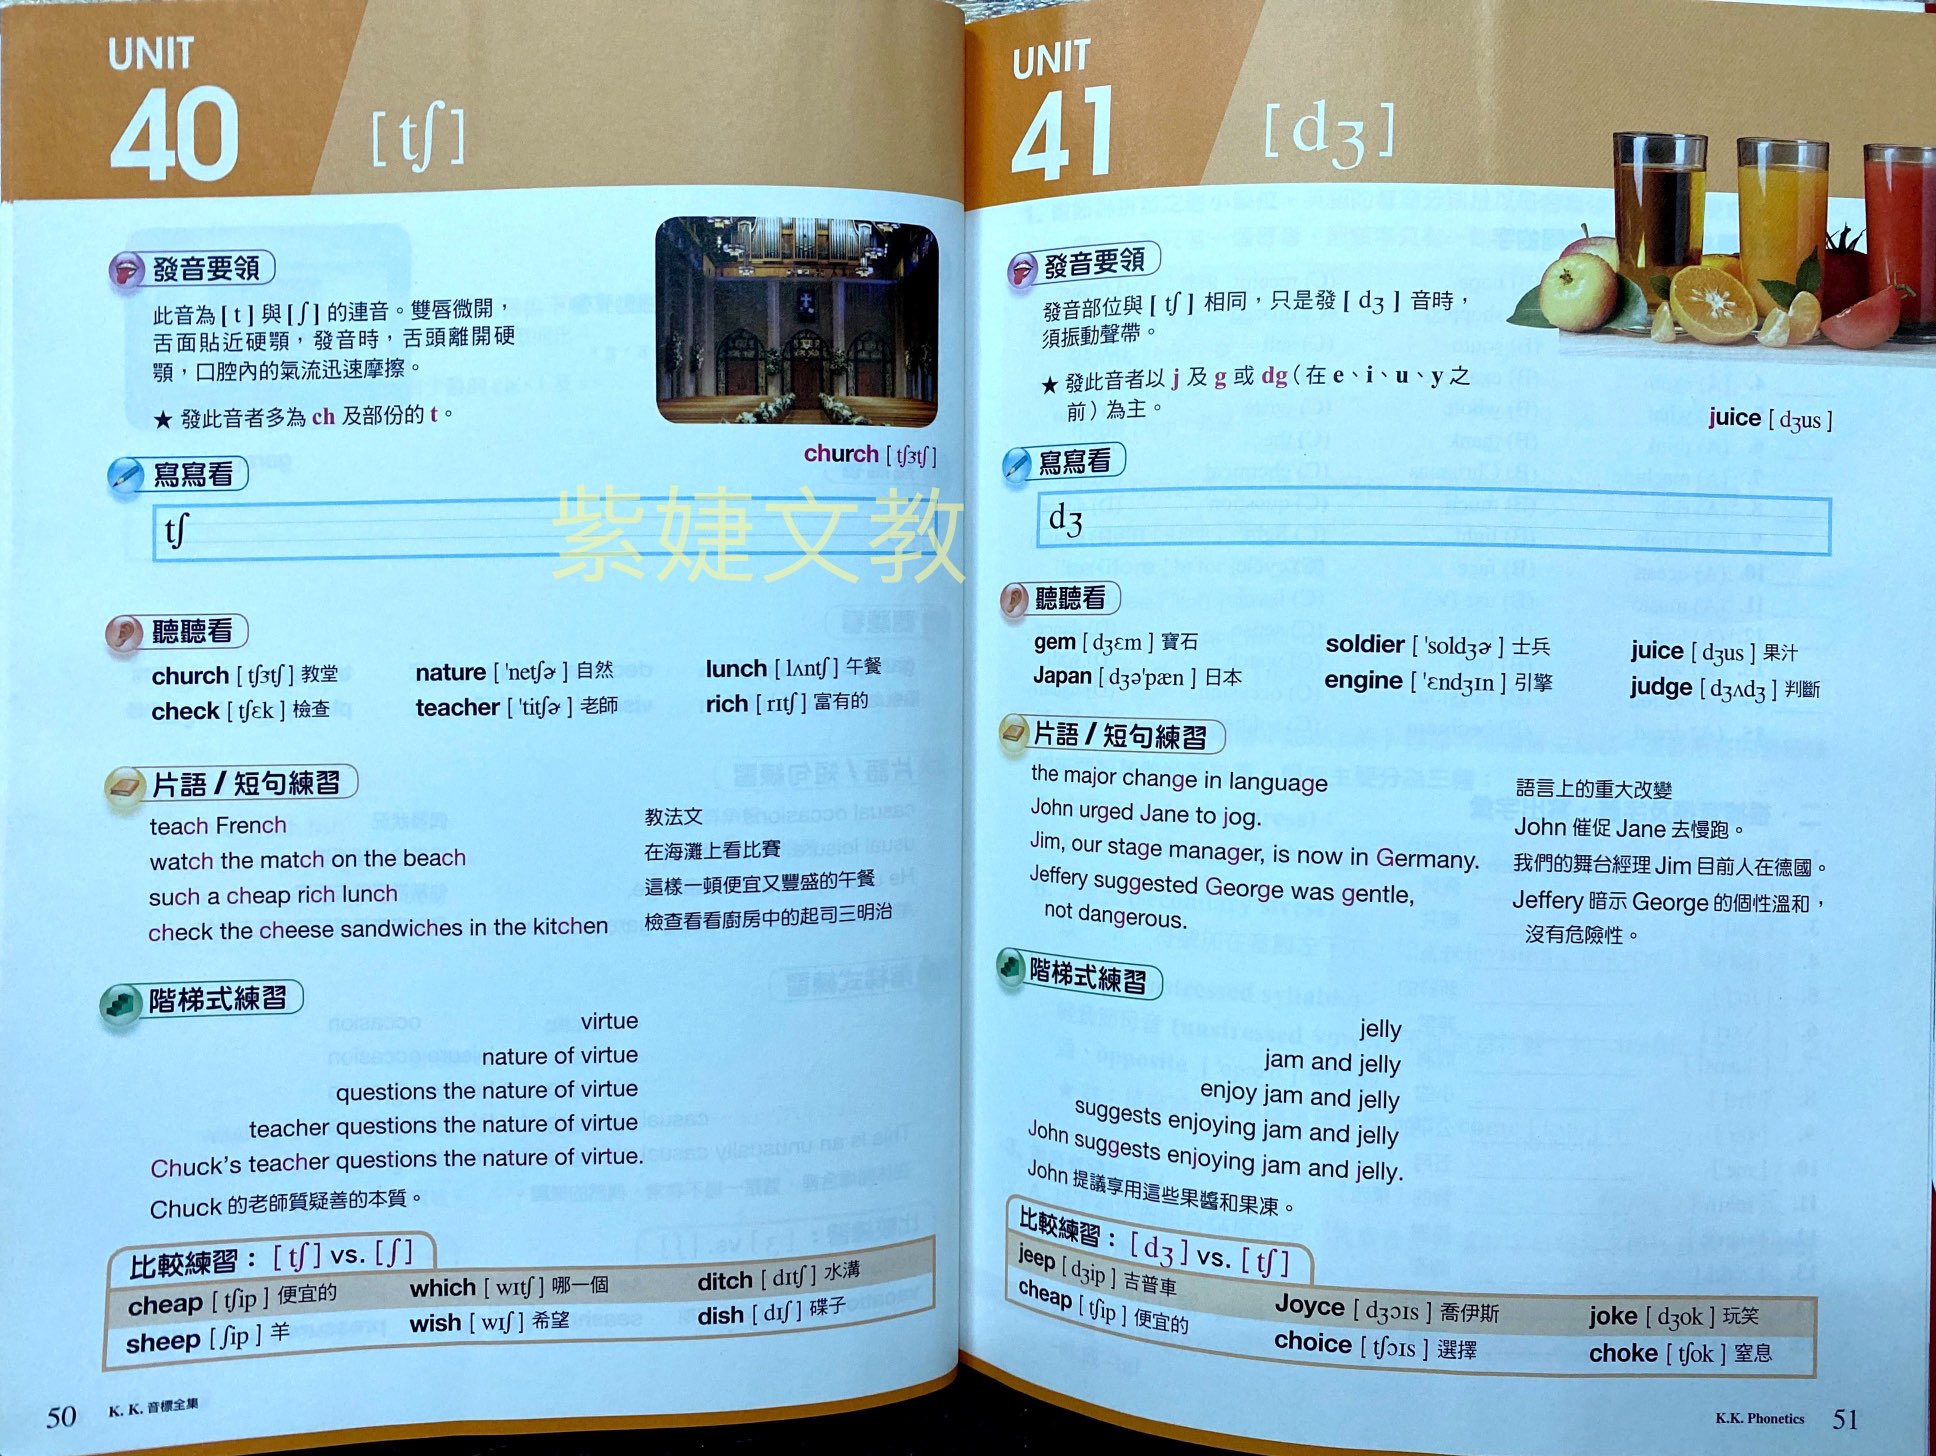 UNIT
40
[ tʃ ]
發音要領
此音為 [ t ] 與 [ ʃ ] 的連音。雙唇微開，
舌面貼近硬顎，發音時，舌頭離開硬
顎，口腔內的氣流迅速摩擦。
★ 發此音者多為 ch 及部份的 t。
church [ tʃɝtʃ ]
寫寫看
tʃ
紫婕文教
聽聽看
church [ tʃɝtʃ ] 教堂 nature [ ˈnetʃɚ ] 自然 lunch [ lʌntʃ ] 午餐
check [ tʃɛk ] 檢查 teacher [ ˈtitʃɚ ] 老師 rich [ rɪtʃ ] 富有的
片語 / 短句練習
teach French 教法文
watch the match on the beach 在海灘上看比賽
such a cheap rich lunch 這樣一頓便宜又豐盛的午餐
check the cheese sandwiches in the kitchen 檢查看看廚房中的起司三明治
階梯式練習
virtue
nature of virtue
questions the nature of virtue
teacher questions the nature of virtue
Chuck's teacher questions the nature of virtue.
Chuck 的老師質疑善的本質。
比較練習： [ tʃ ] vs. [ ʃ ]
cheap [ tʃip ] 便宜的 which [ wɪtʃ ] 哪一個 ditch [ dɪtʃ ] 水溝
sheep [ ʃip ] 羊 wish [ wɪʃ ] 希望 dish [ dɪʃ ] 碟子
50 K. K. 音標全集
UNIT
41
[ dʒ ]
發音要領
發音部位與 [ tʃ ] 相同，只是發 [ dʒ ] 音時，
須振動聲帶。
★ 發此音者以 j 及 g 或 dg（在 e、i、u、y 之
前）為主。
juice [ dʒus ]
寫寫看
dʒ
聽聽看
gem [ dʒɛm ] 寶石 soldier [ ˈsoldʒɚ ] 士兵 juice [ dʒus ] 果汁
Japan [ dʒəˈpæn ] 日本 engine [ ˈɛndʒɪn ] 引擎 judge [ dʒʌdʒ ] 判斷
片語 / 短句練習
the major change in language 語言上的重大改變
John urged Jane to jog. John 催促 Jane 去慢跑。
Jim, our stage manager, is now in Germany. 我們的舞台經理 Jim 目前人在德國。
Jeffery suggested George was gentle, Jeffery 暗示 George 的個性溫和，
not dangerous. 沒有危險性。
階梯式練習
jelly
jam and jelly
enjoy jam and jelly
suggests enjoying jam and jelly
John suggests enjoying jam and jelly.
John 提議享用這些果醬和果凍。
比較練習： [ dʒ ] vs. [ tʃ ]
jeep [ dʒip ] 吉普車 Joyce [ dʒɔɪs ] 喬伊斯 joke [ dʒok ] 玩笑
cheap [ tʃip ] 便宜的 choice [ tʃɔɪs ] 選擇 choke [ tʃok ] 窒息
K.K. Phonetics 51